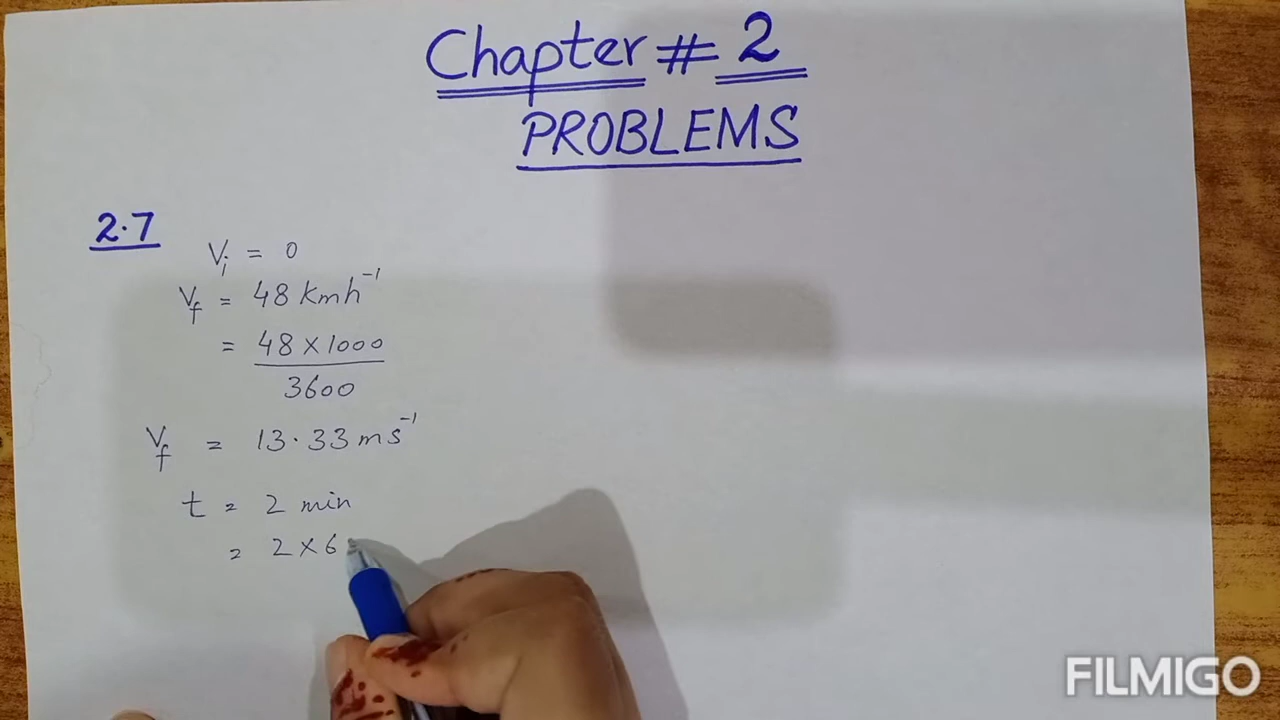 Chapter # 2
PROBLEMS
2.7
Vi = 0
Vf = 48 Kmh⁻¹
= 48 × 1000
3600
Vf = 13.33 ms⁻¹
t = 2 min
= 2 × 6
FILMIGO